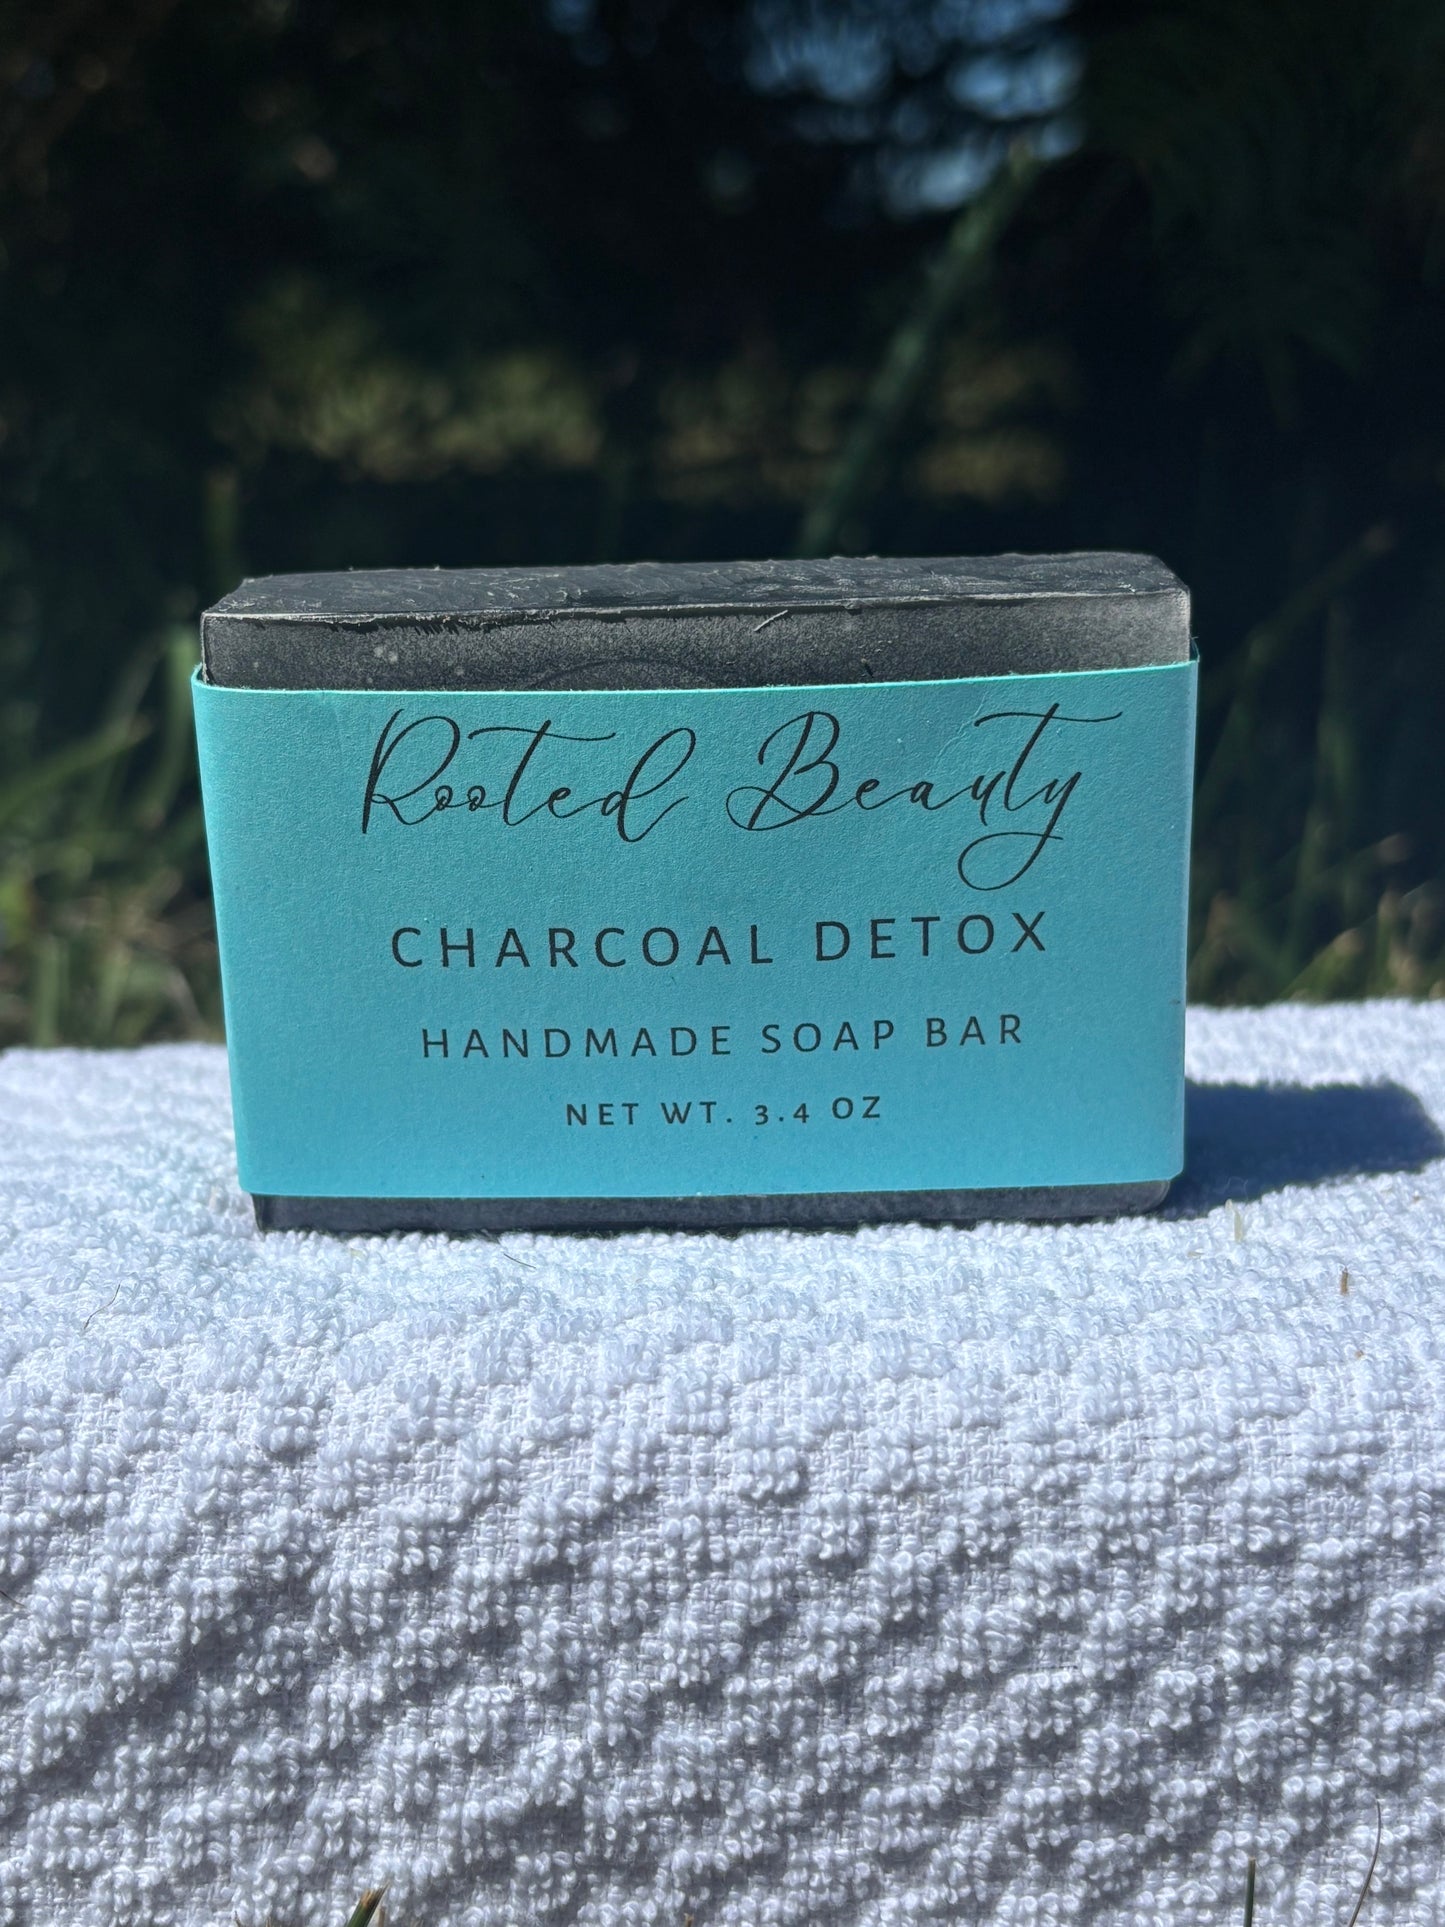 Rooted Beauty
CHARCOAL DETOX
HANDMADE SOAP BAR
NET WT. 3.4 OZ